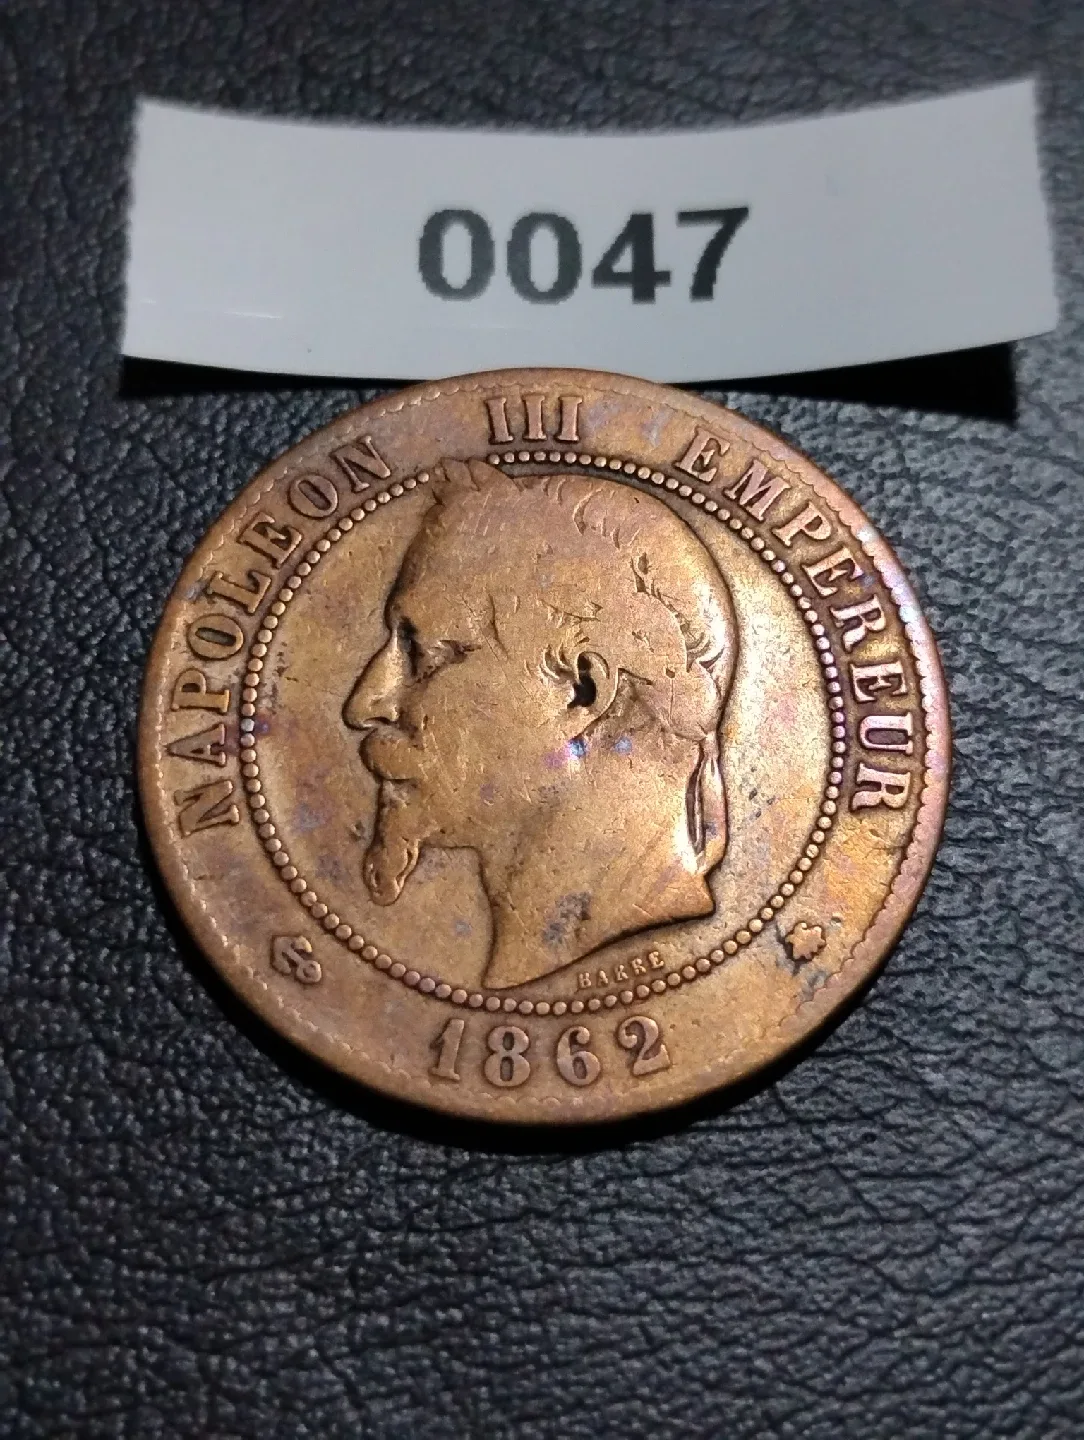 0047
NAPOLEON III EMPEREUR
BARRE
1862